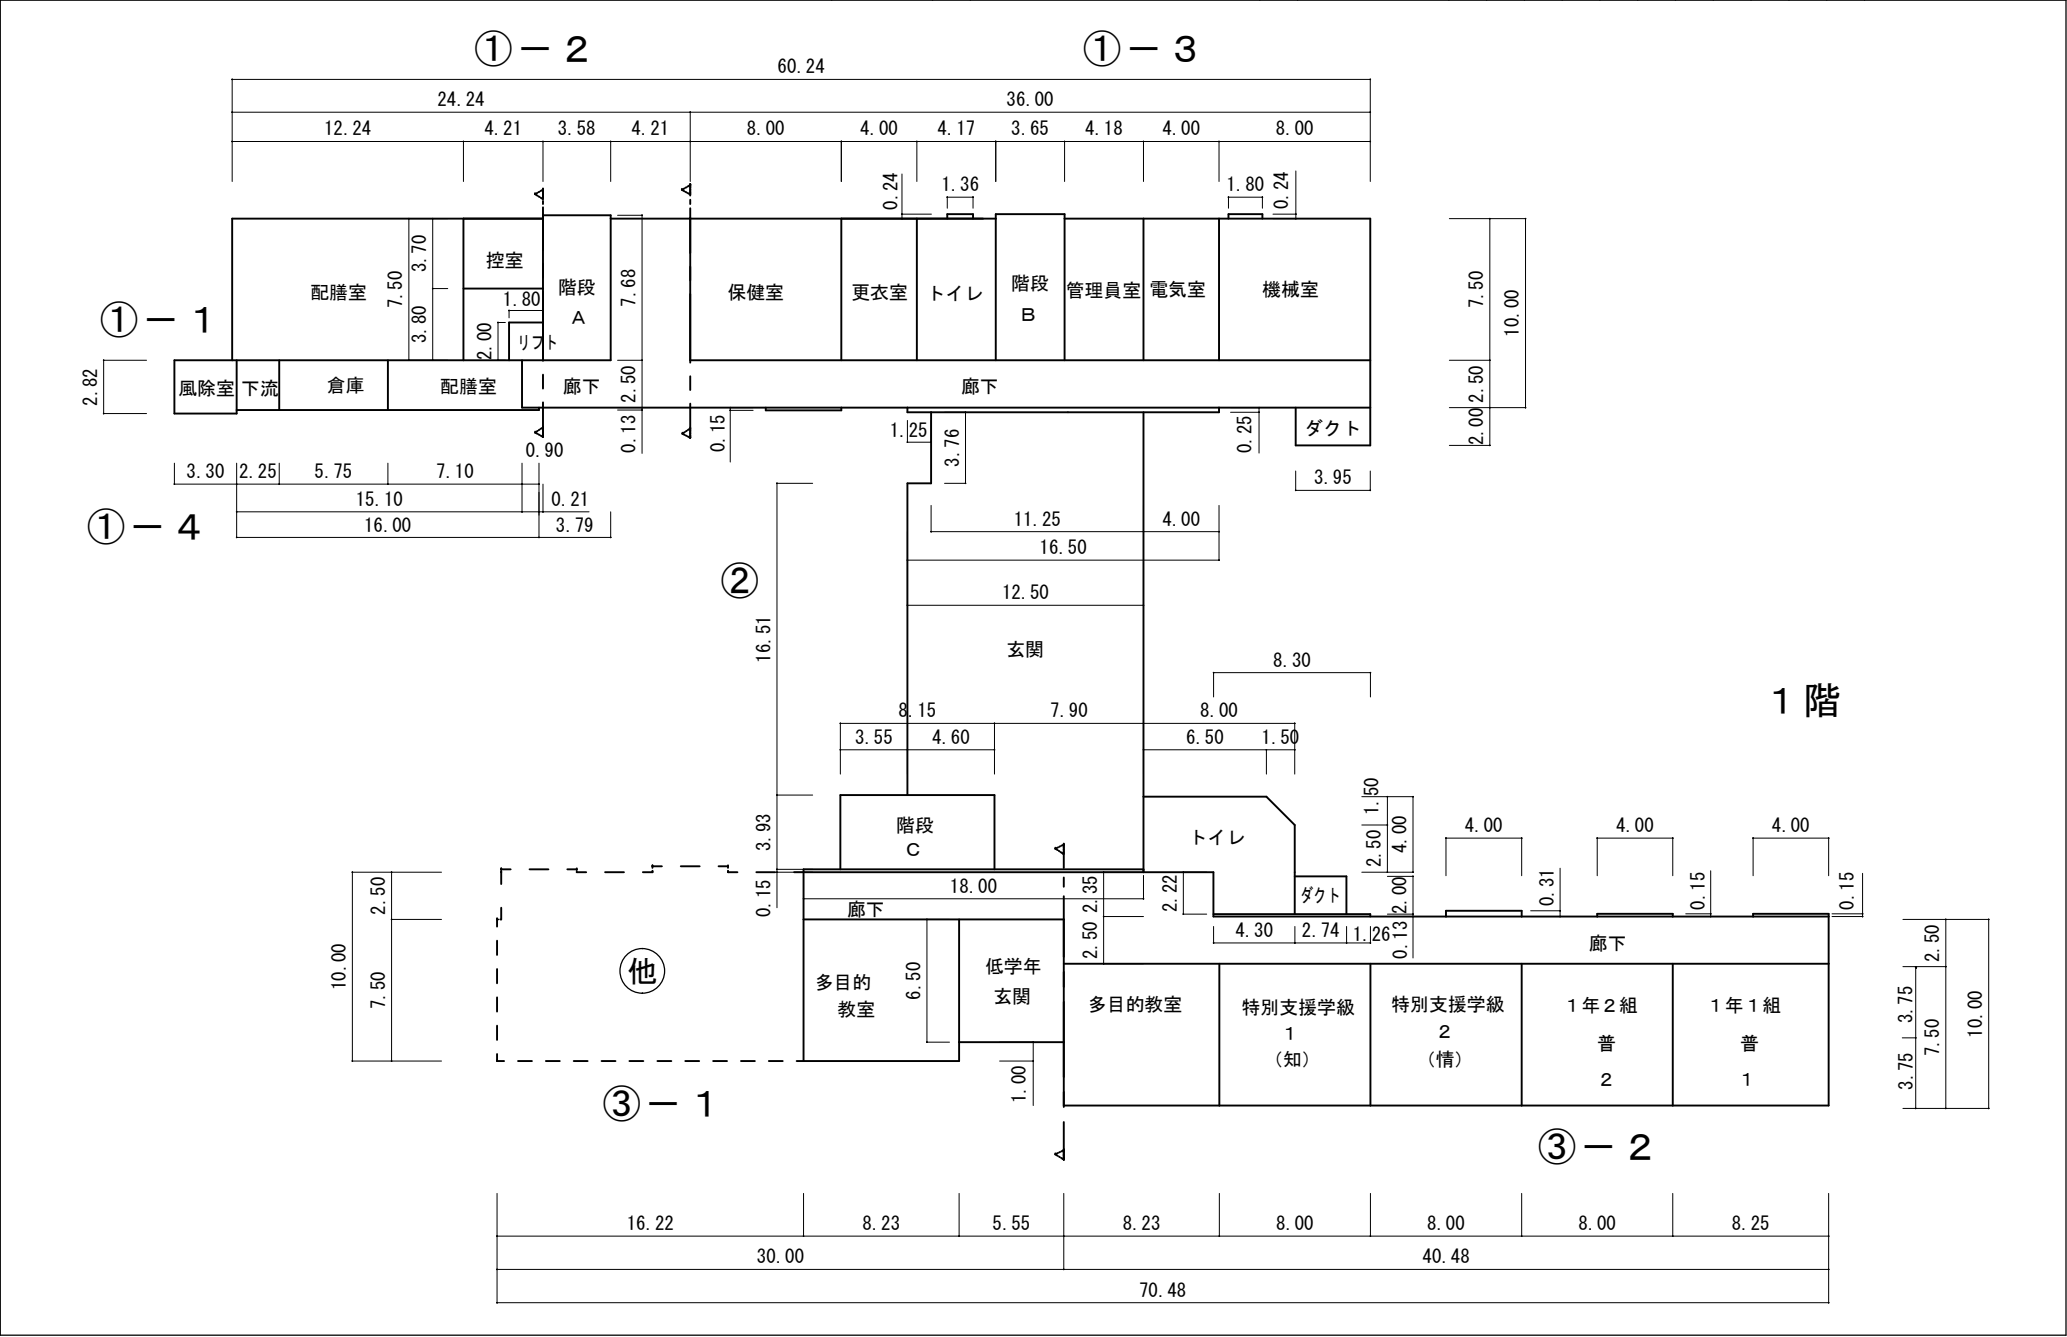 ①－２
①－３
60.24
24.24
36.00
12.24
4.21
3.58
4.21
8.00
4.00
4.17
3.65
4.18
4.00
8.00
0.24
1.36
1.80
0.24
配膳室
7.50
3.70
3.80
控室
1.80
2.00
リフト
階段
Ａ
7.68
保健室
更衣室
トイレ
階段
Ｂ
管理員室
電気室
機械室
7.50
10.00
①－１
2.82
風除室
下流
倉庫
配膳室
廊下
2.50
廊下
2.50
0.13
0.15
1.25
3.76
0.25
ダクト
2.00
0.90
3.30
2.25
5.75
7.10
3.95
15.10
0.21
16.00
3.79
①－４
11.25
4.00
16.50
②
12.50
16.51
玄関
8.30
１階
8.15
7.90
8.00
3.55
4.60
6.50
1.50
3.93
階段
Ｃ
トイレ
1.50
2.50
4.00
4.00
4.00
4.00
0.15
18.00
2.35
2.22
ダクト
2.00
0.31
0.15
0.15
2.50
10.00
7.50
廊下
4.30
2.74
1.26
0.13
2.50
廊下
2.50
他
多目的
教室
6.50
低学年
玄関
多目的教室
特別支援学級
１
（知）
特別支援学級
２
（情）
１年２組
普
２
１年１組
普
１
3.75
3.75
7.50
10.00
1.00
③－１
③－２
16.22
8.23
5.55
8.23
8.00
8.00
8.00
8.25
30.00
40.48
70.48